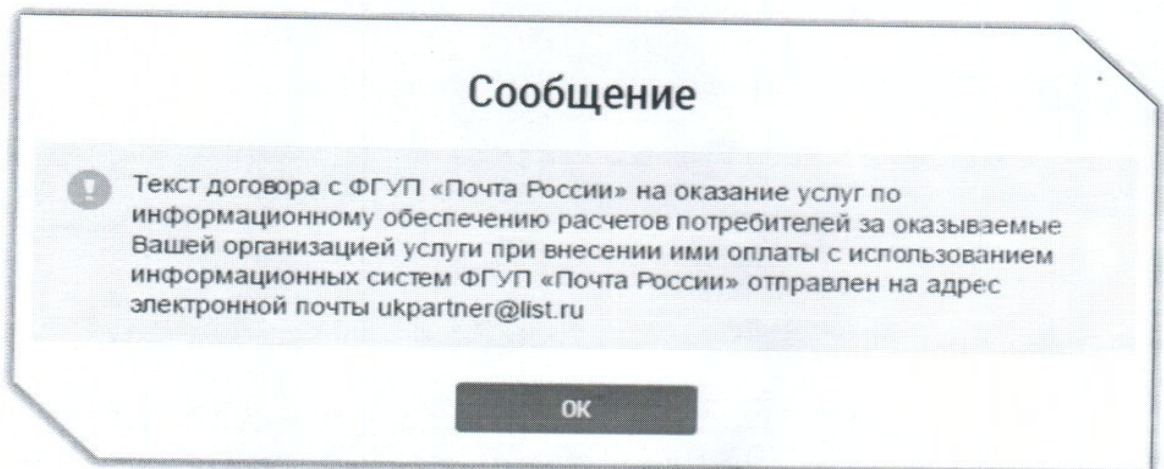 Сообщение
Текст договора с ФГУП «Почта России» на оказание услуг по
информационному обеспечению расчетов потребителей за оказываемые
Вашей организацией услуги при внесении ими оплаты с использованием
информационных систем ФГУП «Почта России» отправлен на адрес
электронной почты ukpartner@list.ru
ОК